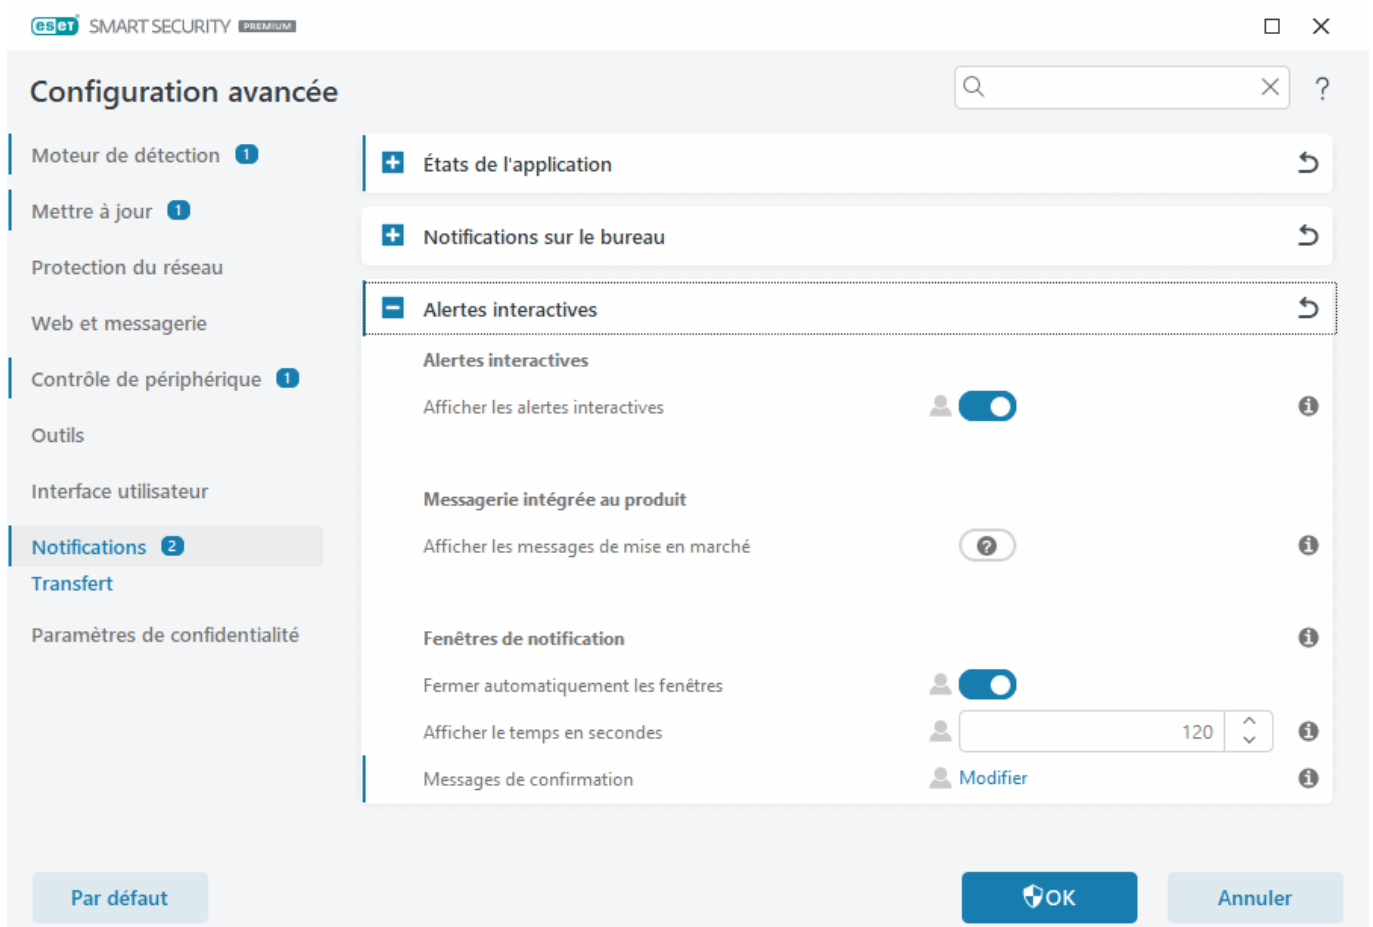 eset SMART SECURITY PREMIUM
Configuration avancée
?
Moteur de détection 1
Mettre à jour 1
Protection du réseau
Web et messagerie
Contrôle de périphérique 1
Outils
Interface utilisateur
Notifications 2
Transfert
Paramètres de confidentialité
États de l'application
Notifications sur le bureau
Alertes interactives
Alertes interactives
Afficher les alertes interactives
Messagerie intégrée au produit
Afficher les messages de mise en marché
Fenêtres de notification
Fermer automatiquement les fenêtres
Afficher le temps en secondes 120
Messages de confirmation Modifier
Par défaut
OK
Annuler